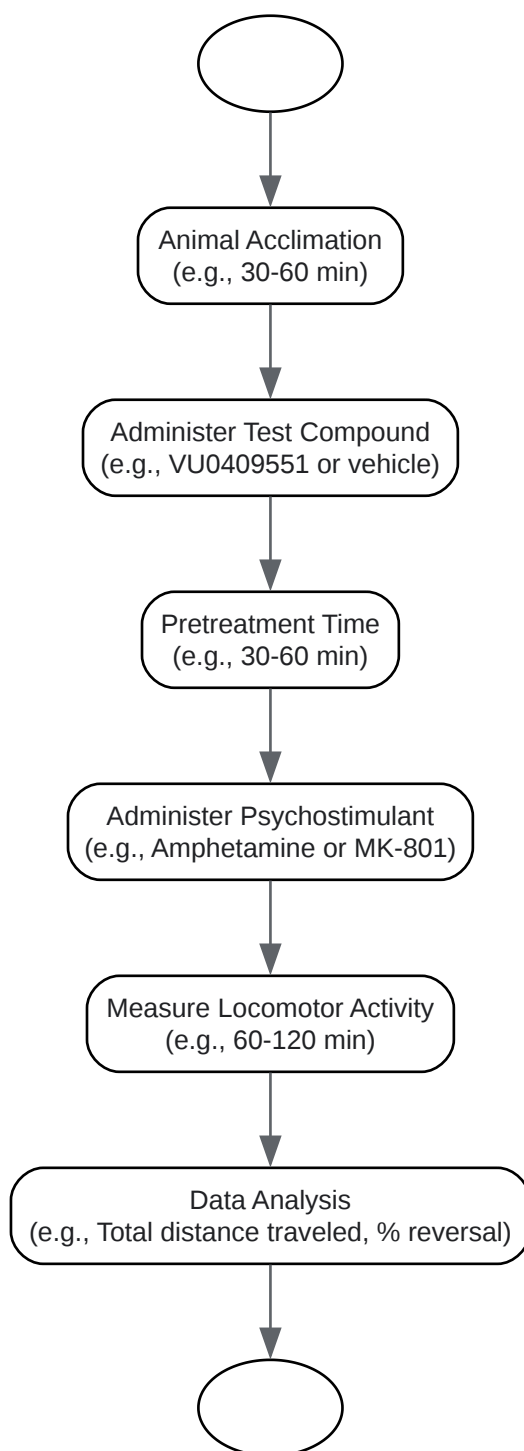 Animal Acclimation
(e.g., 30-60 min)
Administer Test Compound
(e.g., VU0409551 or vehicle)
Pretreatment Time
(e.g., 30-60 min)
Administer Psychostimulant
(e.g., Amphetamine or MK-801)
Measure Locomotor Activity
(e.g., 60-120 min)
Data Analysis
(e.g., Total distance traveled, % reversal)